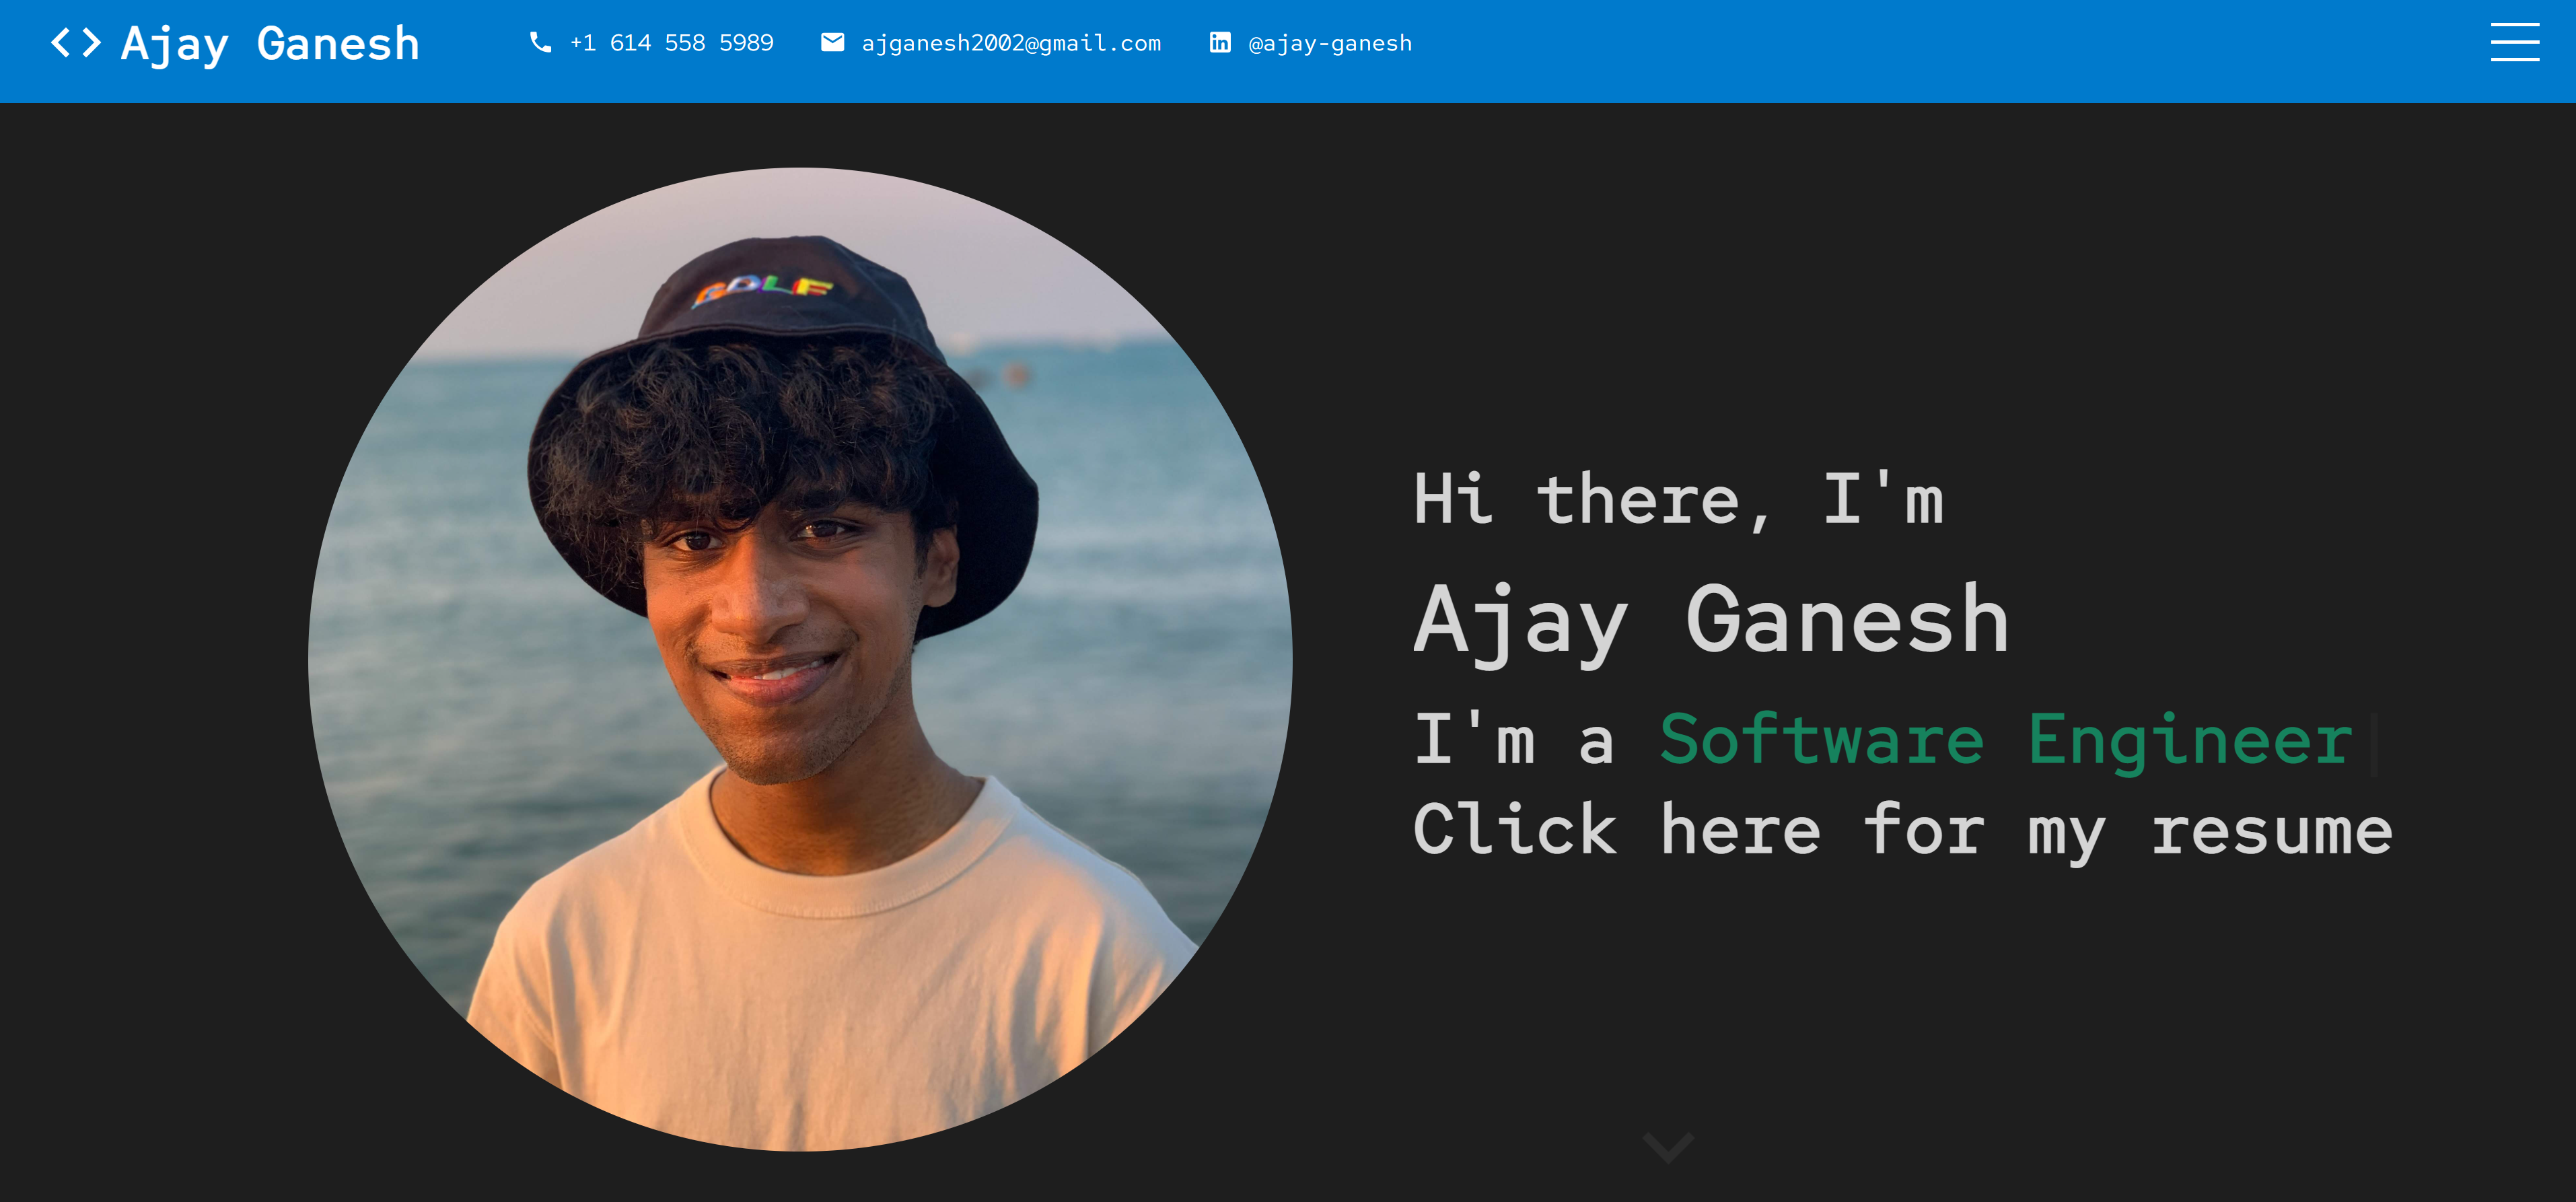 <> Ajay Ganesh
+1 614 558 5989
ajganesh2002@gmail.com
@ajay-ganesh
GOLF
Hi there, I'm
Ajay Ganesh
I'm a Software Engineer|
Click here for my resume